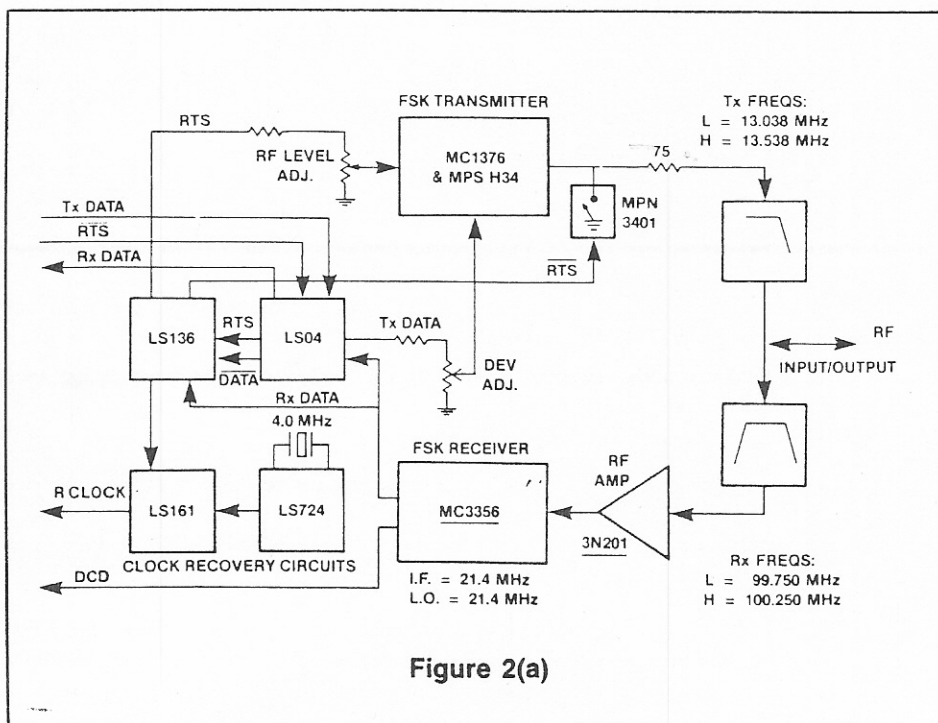 FSK TRANSMITTER
Tx FREQS:
L = 13.038 MHz
H = 13.538 MHz
RTS
RF LEVEL
ADJ.
MC1376
& MPS H34
75
MPN
3401
Tx DATA
RTS
Rx DATA
RTS
LS136
RTS
LS04
Tx DATA
DATA
DEV
ADJ.
RF
INPUT/OUTPUT
Rx DATA
4.0 MHz
FSK RECEIVER
RF
AMP
R CLOCK
LS161
LS724
MC3356
3N201
CLOCK RECOVERY CIRCUITS
DCD
I.F. = 21.4 MHz
L.O. = 21.4 MHz
Rx FREQS:
L = 99.750 MHz
H = 100.250 MHz
Figure 2(a)